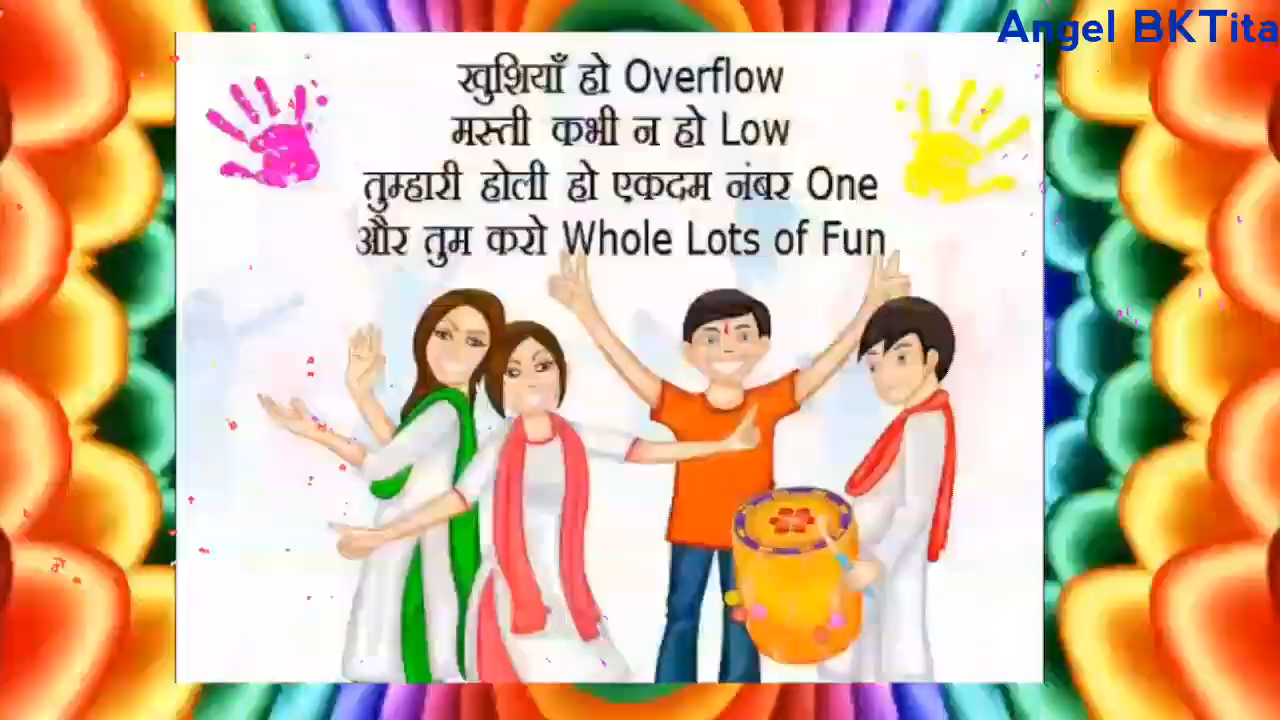 Angel BKTita
खुशियाँ हो Overflow
मस्ती कभी न हो Low
तुम्हारी होली हो एकदम नंबर One
और तुम करो Whole Lots of Fun